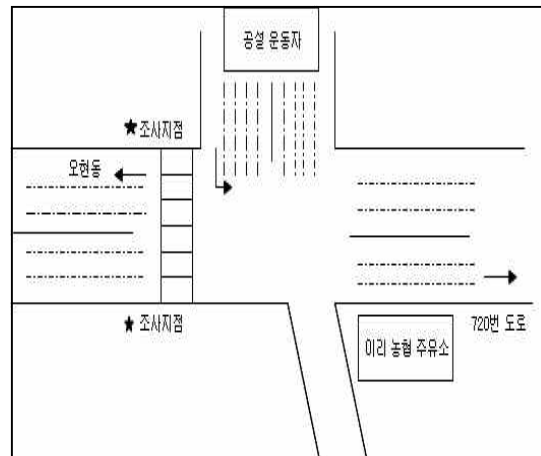 공설 운동자
★조사지점
오현동
★ 조사지점
720번 도로
이리 농협 주유소